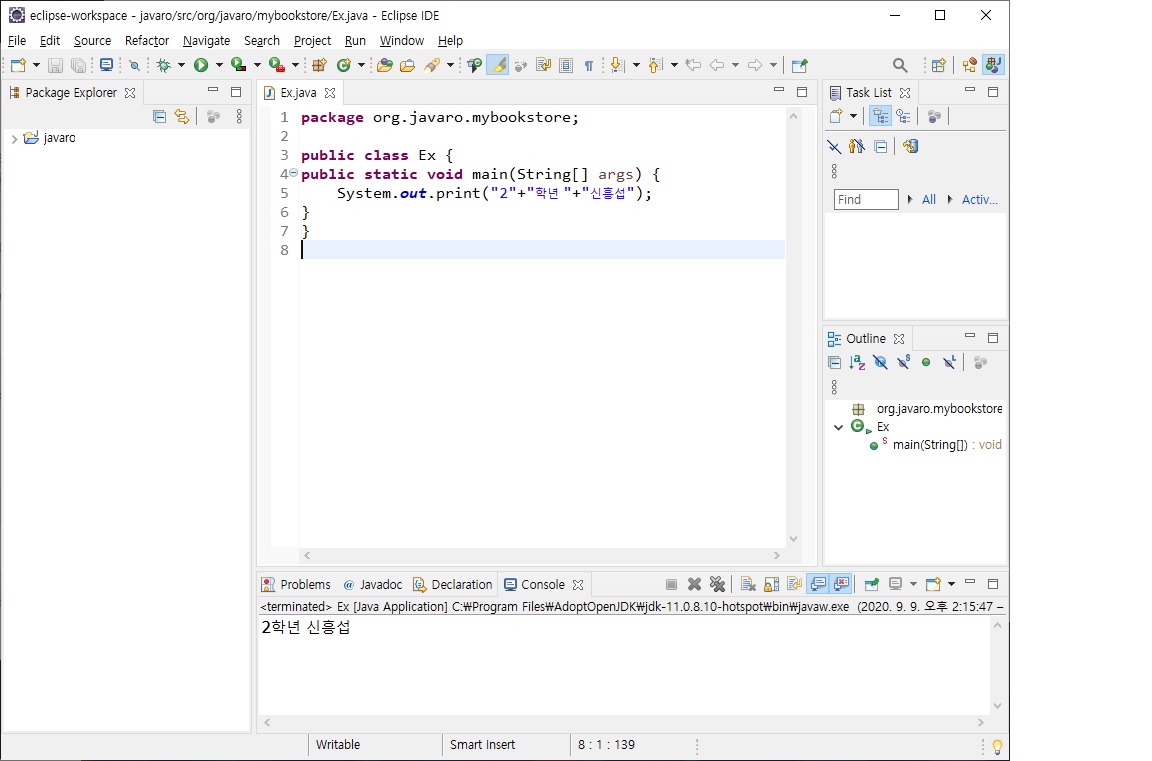 eclipse-workspace - javaro/src/org/javaro/mybookstore/Ex.java - Eclipse IDE
File Edit Source Refactor Navigate Search Project Run Window Help
Package Explorer
javaro
Ex.java
1 package org.javaro.mybookstore;
2
3 public class Ex {
4 public static void main(String[] args) {
5 System.out.print("2"+"학년 "+"신흥섭");
6 }
7 }
8
Task List
Find All Activ...
Outline
org.javaro.mybookstore
Ex
main(String[]) : void
Problems Javadoc Declaration Console
<terminated> Ex [Java Application] C:₩Program Files₩AdoptOpenJDK₩jdk-11.0.8.10-hotspot₩bin₩javaw.exe (2020. 9. 9. 오후 2:15:47 –
2학년 신흥섭
Writable Smart Insert 8 : 1 : 139